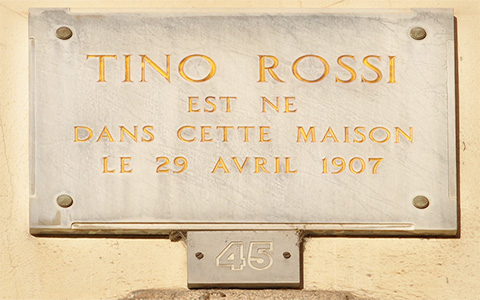 TINO ROSSI
EST NE
DANS CETTE MAISON
LE 29 AVRIL 1907
45